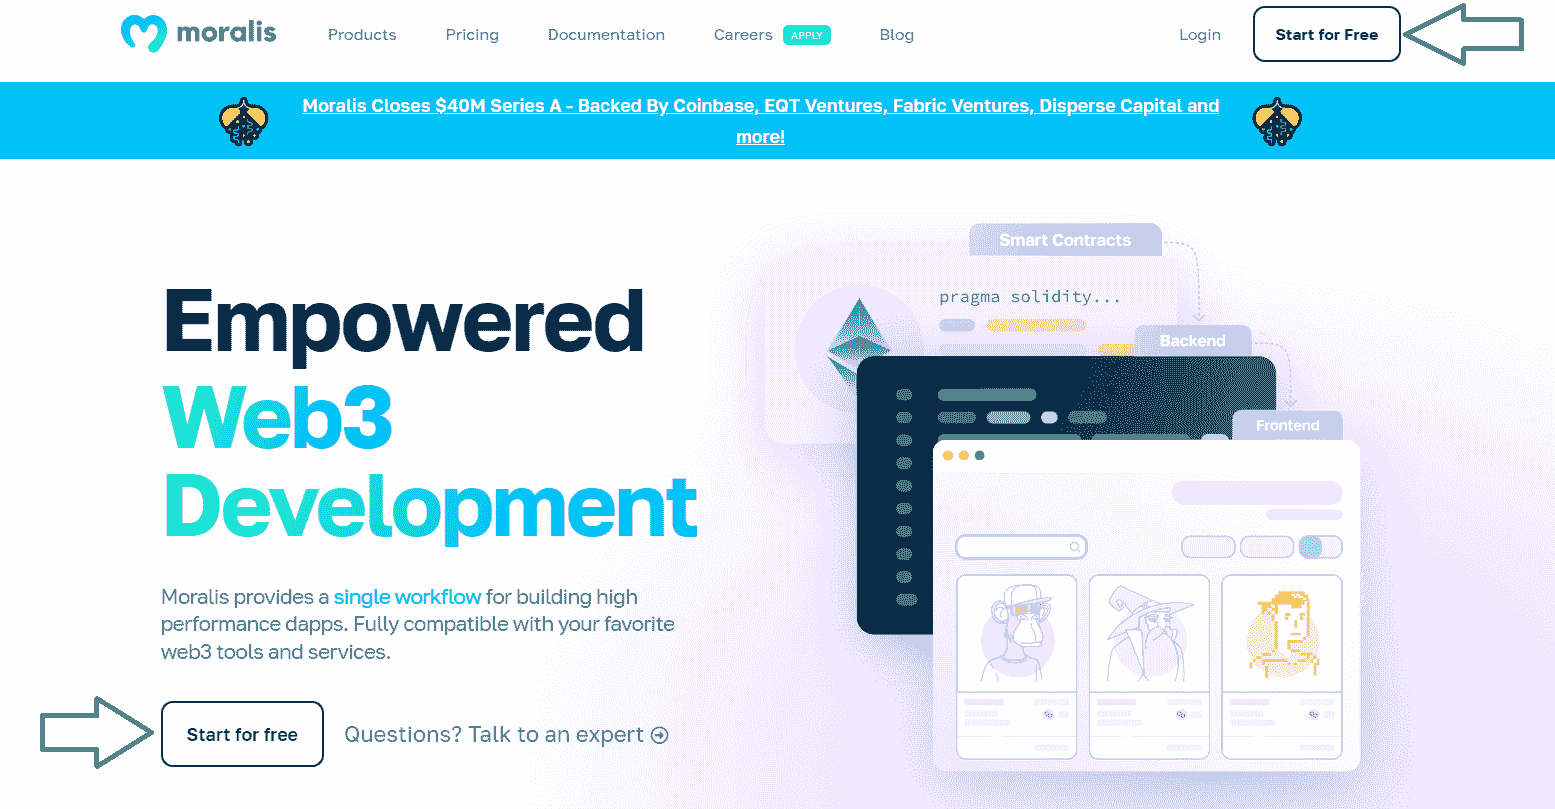 moralis
Products Pricing Documentation Careers APPLY Blog Login Start for Free
Moralis Closes $40M Series A - Backed By Coinbase, EQT Ventures, Fabric Ventures, Disperse Capital and
more!
Empowered
Web3
Development
Moralis provides a single workflow for building high
performance dapps. Fully compatible with your favorite
web3 tools and services.
Start for free Questions? Talk to an expert
Smart Contracts
pragma solidity...
Backend
Frontend